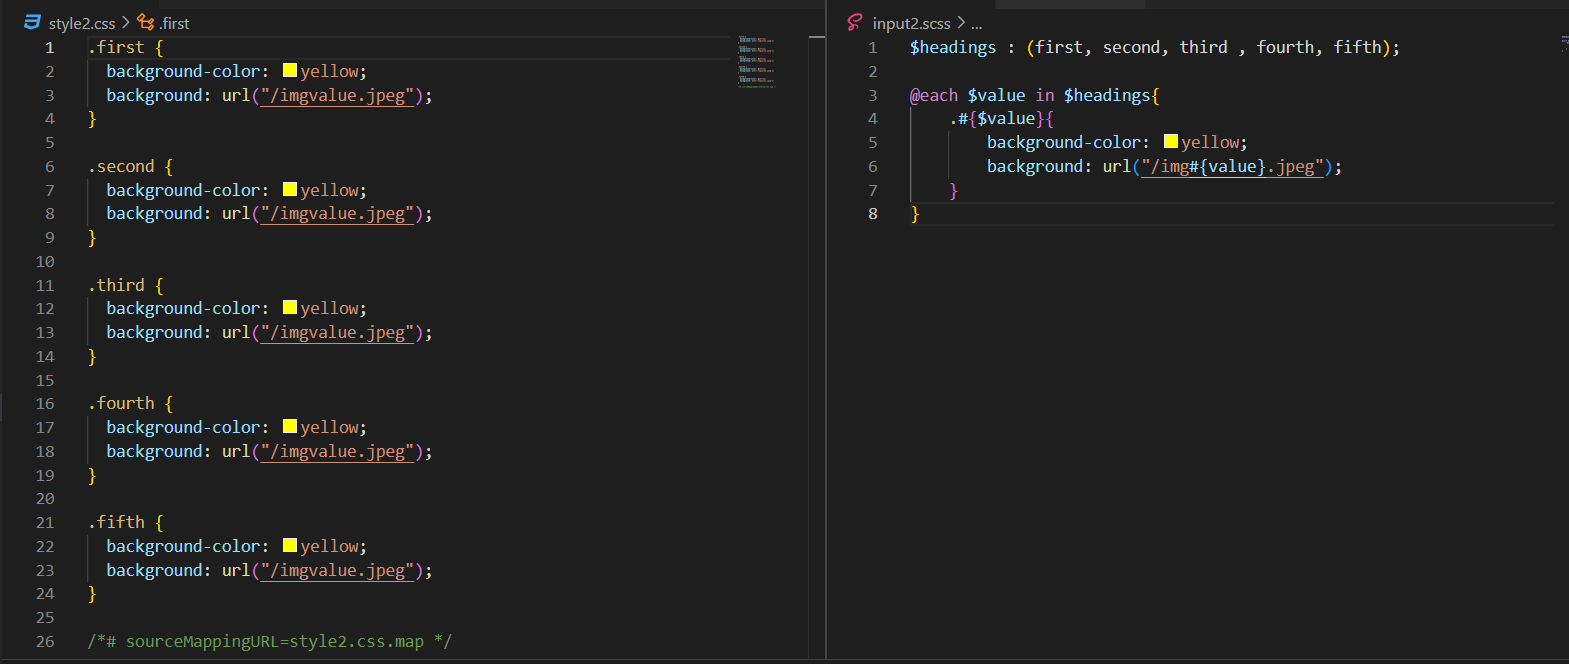 style2.css > .first
1 .first {
2 background-color: yellow;
3 background: url("/imgvalue.jpeg");
4 }
5
6 .second {
7 background-color: yellow;
8 background: url("/imgvalue.jpeg");
9 }
10
11 .third {
12 background-color: yellow;
13 background: url("/imgvalue.jpeg");
14 }
15
16 .fourth {
17 background-color: yellow;
18 background: url("/imgvalue.jpeg");
19 }
20
21 .fifth {
22 background-color: yellow;
23 background: url("/imgvalue.jpeg");
24 }
25
26 /*# sourceMappingURL=style2.css.map */
input2.scss > ...
1 $headings : (first, second, third , fourth, fifth);
2
3 @each $value in $headings{
4 .#{$value}{
5 background-color: yellow;
6 background: url("/img#{value}.jpeg");
7 }
8 }